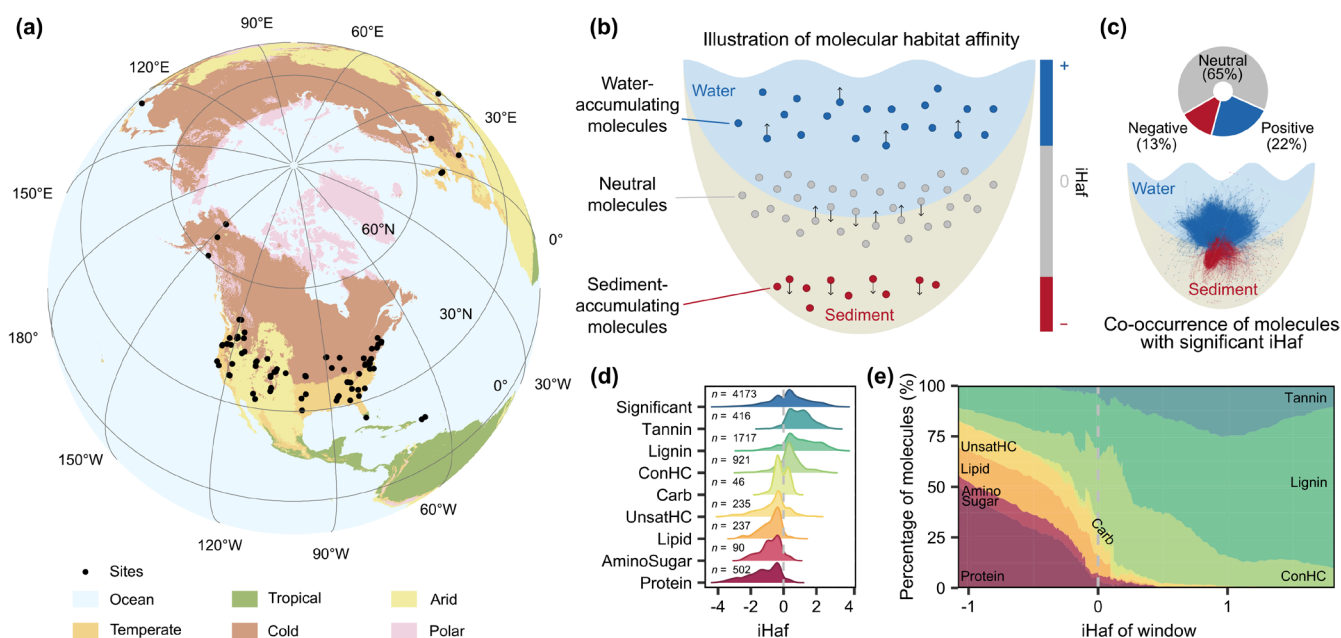 (a)
90°E
60°E
120°E
30°E
150°E
0°
60°N
30°N
180°
0°
30°W
150°W
60°W
120°W
90°W
Sites
Ocean
Tropical
Arid
Temperate
Cold
Polar
(b)
Illustration of molecular habitat affinity
Water-
accumulating
molecules
Water
Neutral
molecules
Sediment-
accumulating
molecules
Sediment
+
0
−
iHaf
(c)
Neutral
(65%)
Negative
(13%)
Positive
(22%)
Water
Sediment
Co-occurrence of molecules
with significant iHaf
(d)
Significant
n = 4173
Tannin
n = 416
Lignin
n = 1717
ConHC
n = 921
Carb
n = 46
UnsatHC
n = 235
Lipid
n = 237
AminoSugar
n = 90
Protein
n = 502
-4 -2 0 2 4
iHaf
(e)
Percentage of molecules (%)
100
75
50
25
0
Tannin
UnsatHC
Lipid
Amino
Sugar
Protein
Carb
Lignin
ConHC
-1 0 1
iHaf of window